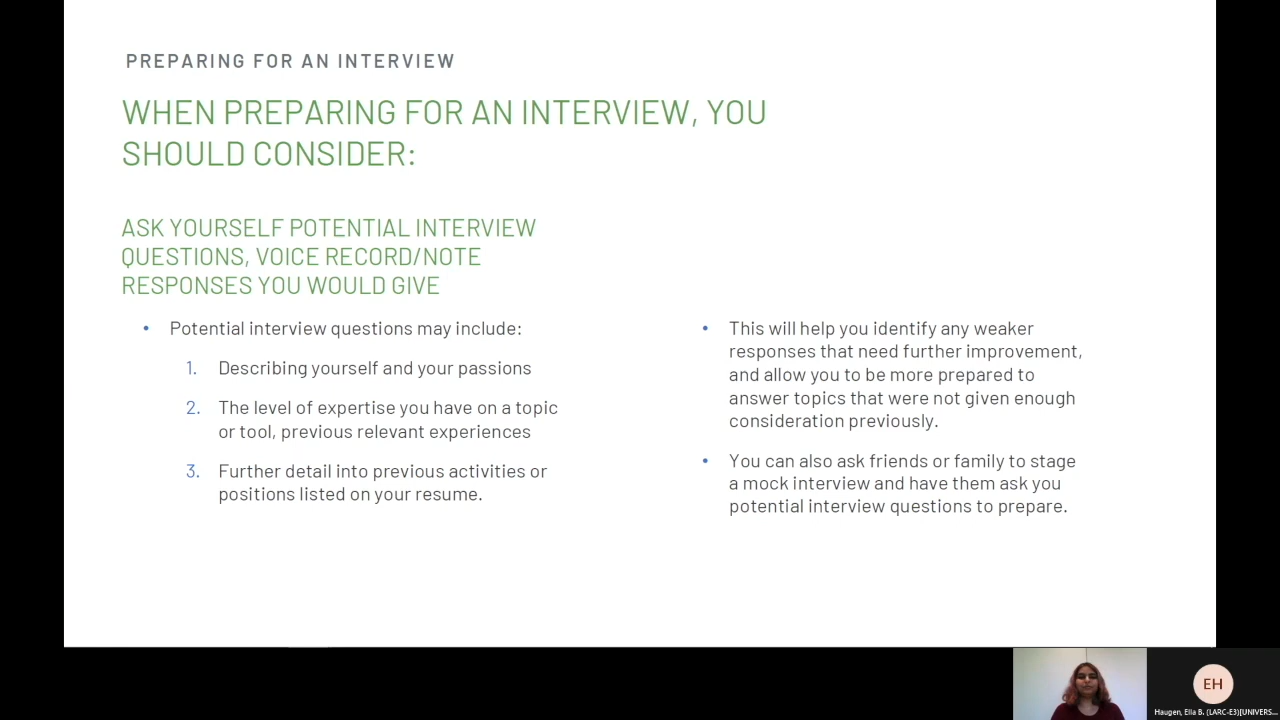 PREPARING FOR AN INTERVIEW
WHEN PREPARING FOR AN INTERVIEW, YOU
SHOULD CONSIDER:
ASK YOURSELF POTENTIAL INTERVIEW
QUESTIONS, VOICE RECORD/NOTE
RESPONSES YOU WOULD GIVE
• Potential interview questions may include:
1. Describing yourself and your passions
2. The level of expertise you have on a topic
or tool, previous relevant experiences
3. Further detail into previous activities or
positions listed on your resume.
• This will help you identify any weaker
responses that need further improvement,
and allow you to be more prepared to
answer topics that were not given enough
consideration previously.
• You can also ask friends or family to stage
a mock interview and have them ask you
potential interview questions to prepare.
EH
Haugen, Ella B. (LARC-E3)[UNIVERS...